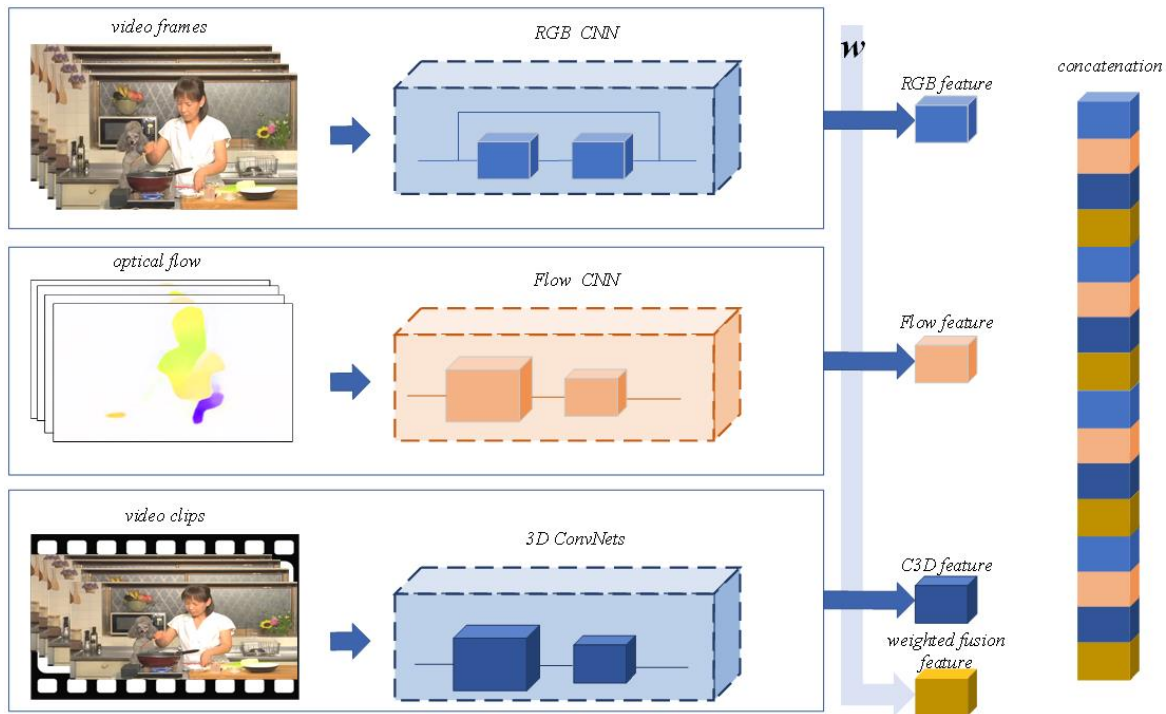 video frames
RGB CNN
w
RGB feature
concatenation
optical flow
Flow CNN
Flow feature
video clips
3D ConvNets
C3D feature
weighted fusion
feature